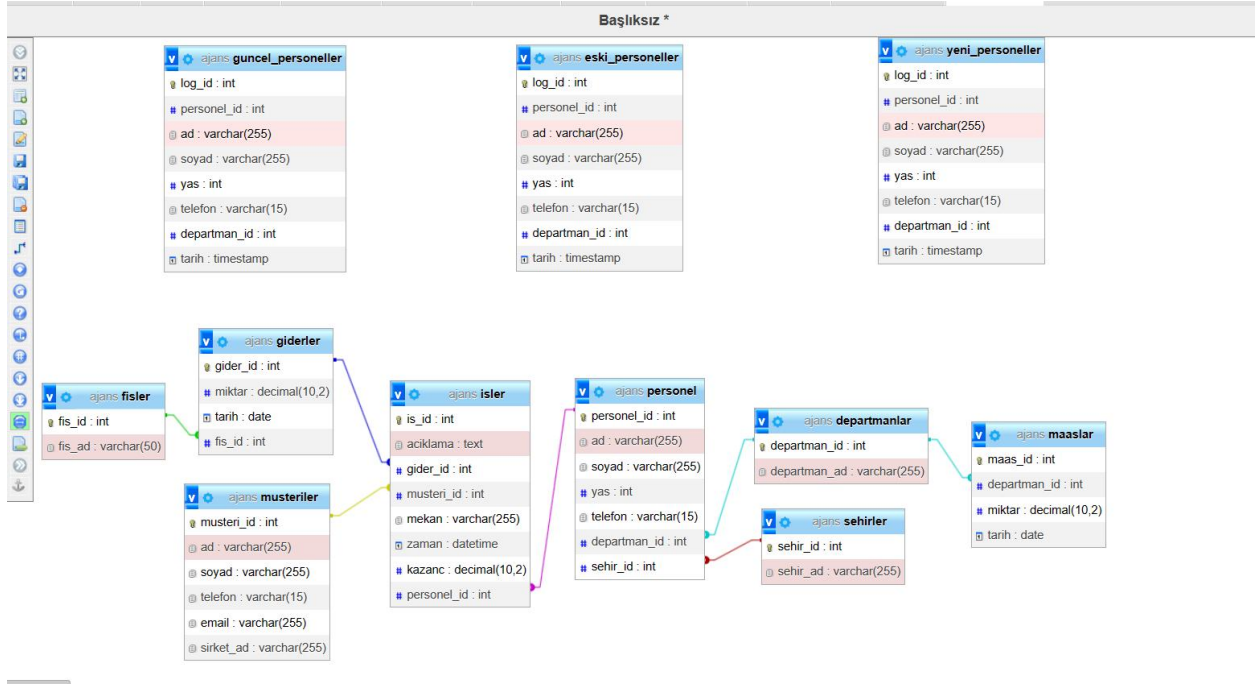 Başlıksız *
ajans guncel_personeller
log_id : int
personel_id : int
ad : varchar(255)
soyad : varchar(255)
yas : int
telefon : varchar(15)
departman_id : int
tarih : timestamp
ajans eski_personeller
log_id : int
personel_id : int
ad : varchar(255)
soyad : varchar(255)
yas : int
telefon : varchar(15)
departman_id : int
tarih : timestamp
ajans yeni_personeller
log_id : int
personel_id : int
ad : varchar(255)
soyad : varchar(255)
yas : int
telefon : varchar(15)
departman_id : int
tarih : timestamp
ajans fisler
fis_id : int
fis_ad : varchar(50)
ajans giderler
gider_id : int
miktar : decimal(10,2)
tarih : date
fis_id : int
ajans musteriler
musteri_id : int
ad : varchar(255)
soyad : varchar(255)
telefon : varchar(15)
email : varchar(255)
sirket_ad : varchar(255)
ajans isler
is_id : int
aciklama : text
gider_id : int
musteri_id : int
mekan : varchar(255)
zaman : datetime
kazanc : decimal(10,2)
personel_id : int
ajans personel
personel_id : int
ad : varchar(255)
soyad : varchar(255)
yas : int
telefon : varchar(15)
departman_id : int
sehir_id : int
ajans departmanlar
departman_id : int
departman_ad : varchar(255)
ajans sehirler
sehir_id : int
sehir_ad : varchar(255)
ajans maaslar
maas_id : int
departman_id : int
miktar : decimal(10,2)
tarih : date